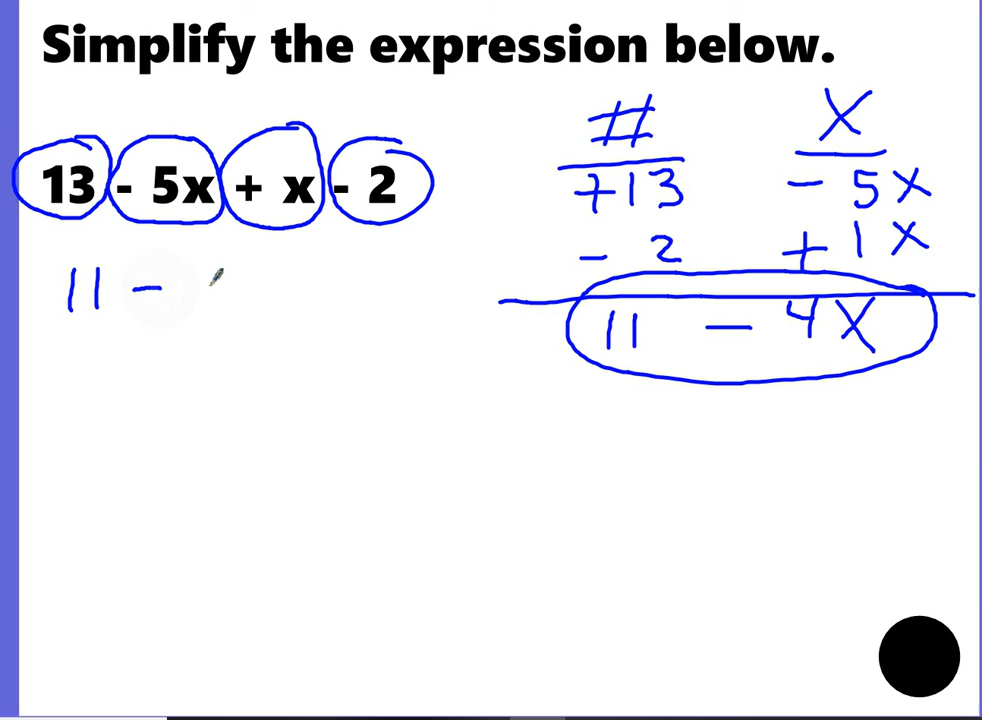 Simplify the expression below.
13 - 5x + x - 2
11 -
# X
+13 - 5x
- 2 + 1x
11 - 4X